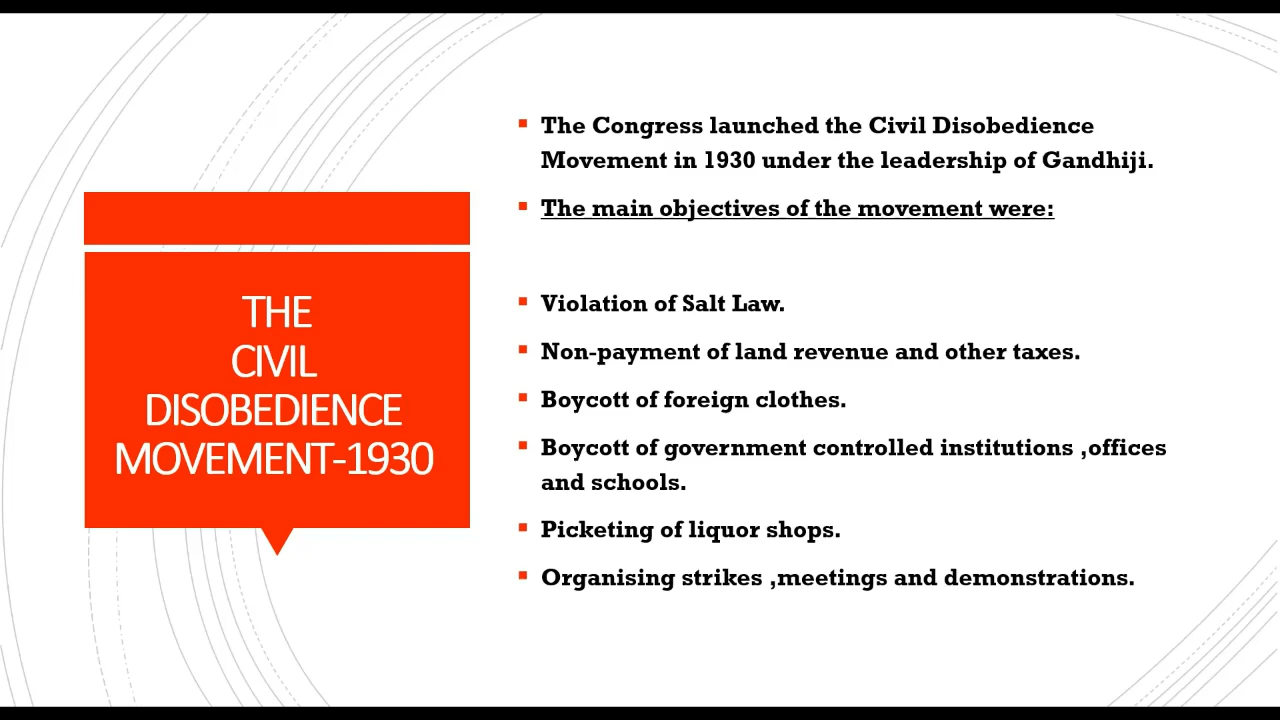 THE
CIVIL
DISOBEDIENCE
MOVEMENT-1930
The Congress launched the Civil Disobedience
Movement in 1930 under the leadership of Gandhiji.
The main objectives of the movement were:
Violation of Salt Law.
Non-payment of land revenue and other taxes.
Boycott of foreign clothes.
Boycott of government controlled institutions ,offices
and schools.
Picketing of liquor shops.
Organising strikes ,meetings and demonstrations.